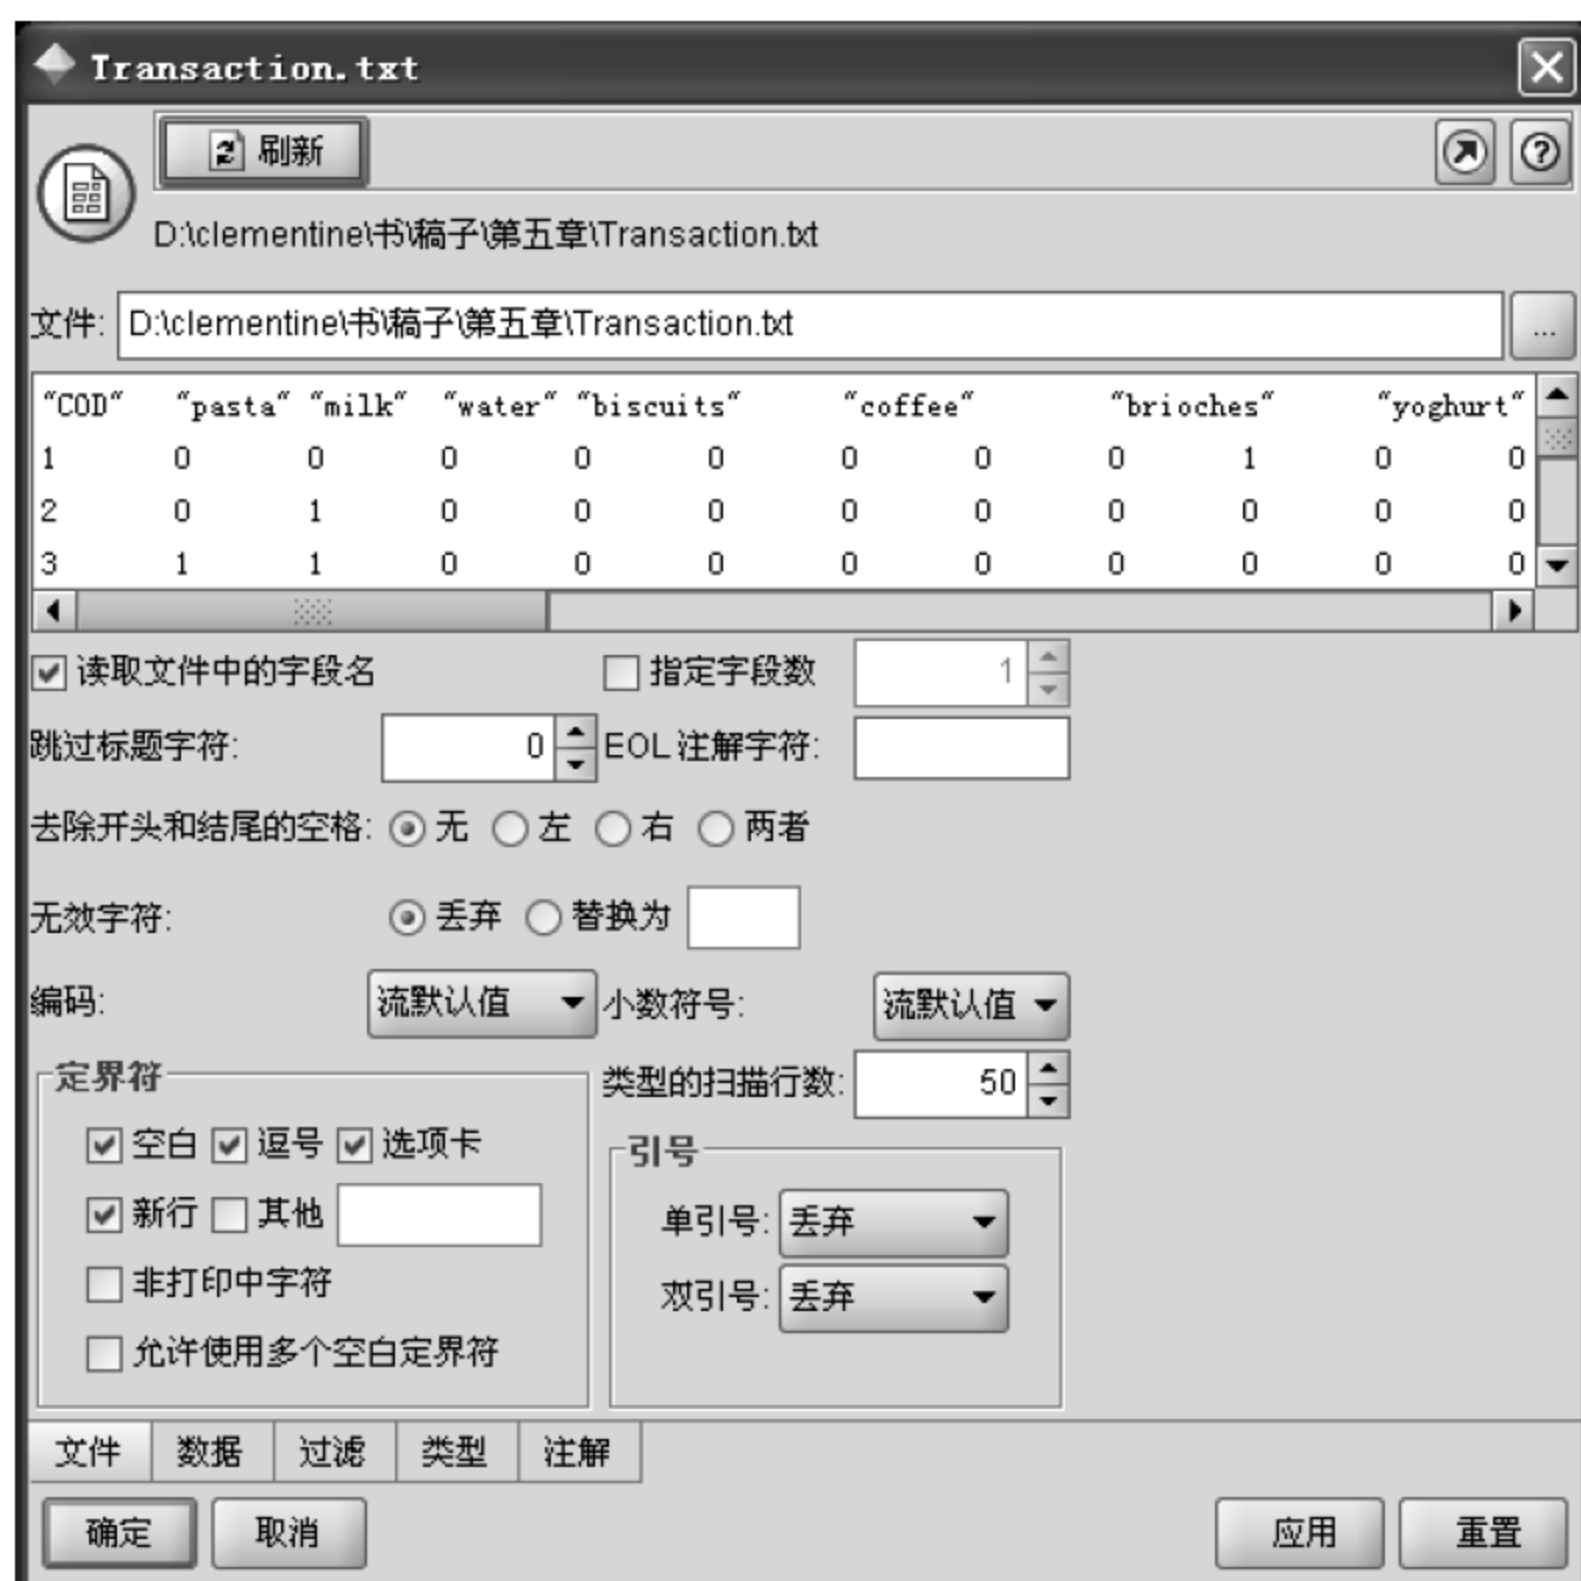 Transaction.txt
刷新
D:\clementine\书\稿子\第五章\Transaction.txt
文件: D:\clementine\书\稿子\第五章\Transaction.txt ...
"COD" "pasta" "milk" "water" "biscuits" "coffee" "brioches" "yoghurt"
1 0 0 0 0 0 0 0 0 1 0 0
2 0 1 0 0 0 0 0 0 0 0 0
3 1 1 0 0 0 0 0 0 0 0 0
读取文件中的字段名 指定字段数 1
跳过标题字符: 0 EOL 注解字符:
去除开头和结尾的空格: 无 左 右 两者
无效字符: 丢弃 替换为
编码: 流默认值 小数符号: 流默认值
定界符 类型的扫描行数: 50
空白 逗号 选项卡 引号
新行 其他 单引号: 丢弃
非打印中字符 双引号: 丢弃
允许使用多个空白定界符
文件 数据 过滤 类型 注解
确定 取消 应用 重置